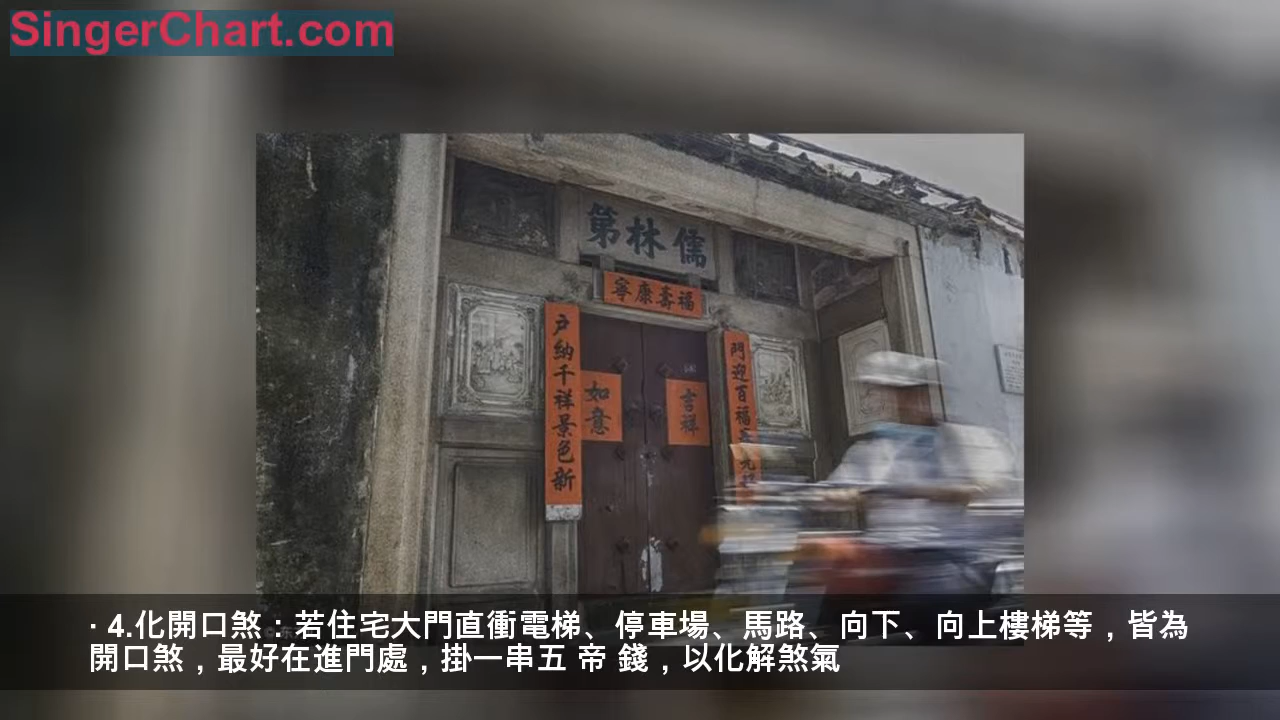 SingerChart.com
第林儒
寧康壽福
戶納千祥景色新
如意
吉祥
門迎百福
· 4.化開口煞：若住宅大門直衝電梯、停車場、馬路、向下、向上樓梯等，皆為
開口煞，最好在進門處，掛一串五 帝 錢，以化解煞氣